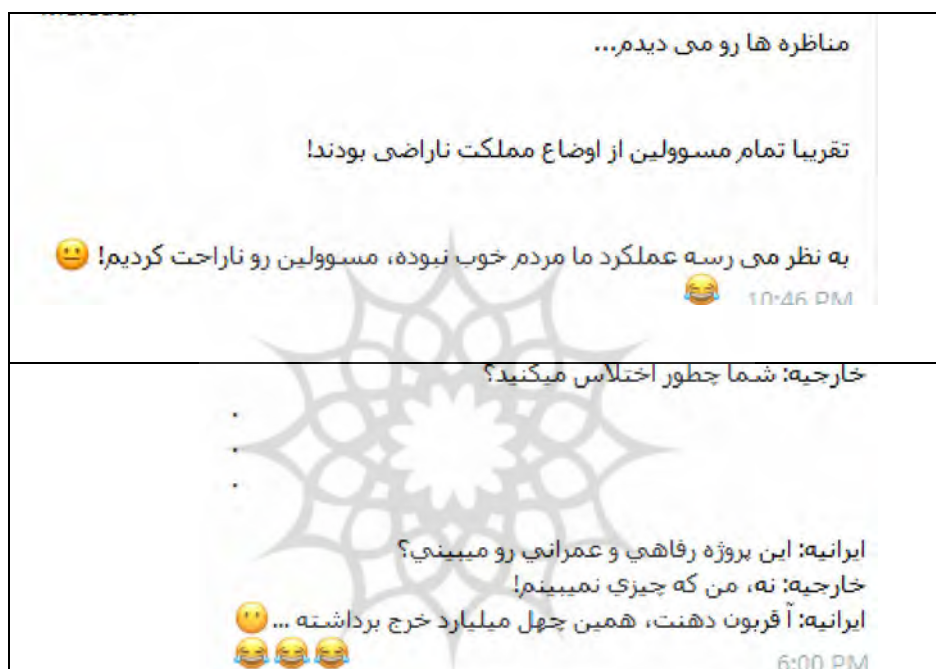 مناظره ها رو می دیدم...
تقریبا تمام مسوولین از اوضاع مملکت ناراضی بودند!
به نظر می رسه عملکرد ما مردم خوب نبوده، مسوولین رو ناراحت کردیم! 😐
😂 10:46 PM
خارجیه: شما چطور اختلاس میکنید؟
.
.
.
ایرانیه: این پروژه رفاهي و عمراني رو میبیني؟
خارجیه: نه، من که چیزي نمیبینم!
ایرانیه: آ قربون دهنت، همین چهل میلیارد خرج برداشته ... 😶
😂😂😂 6:00 PM